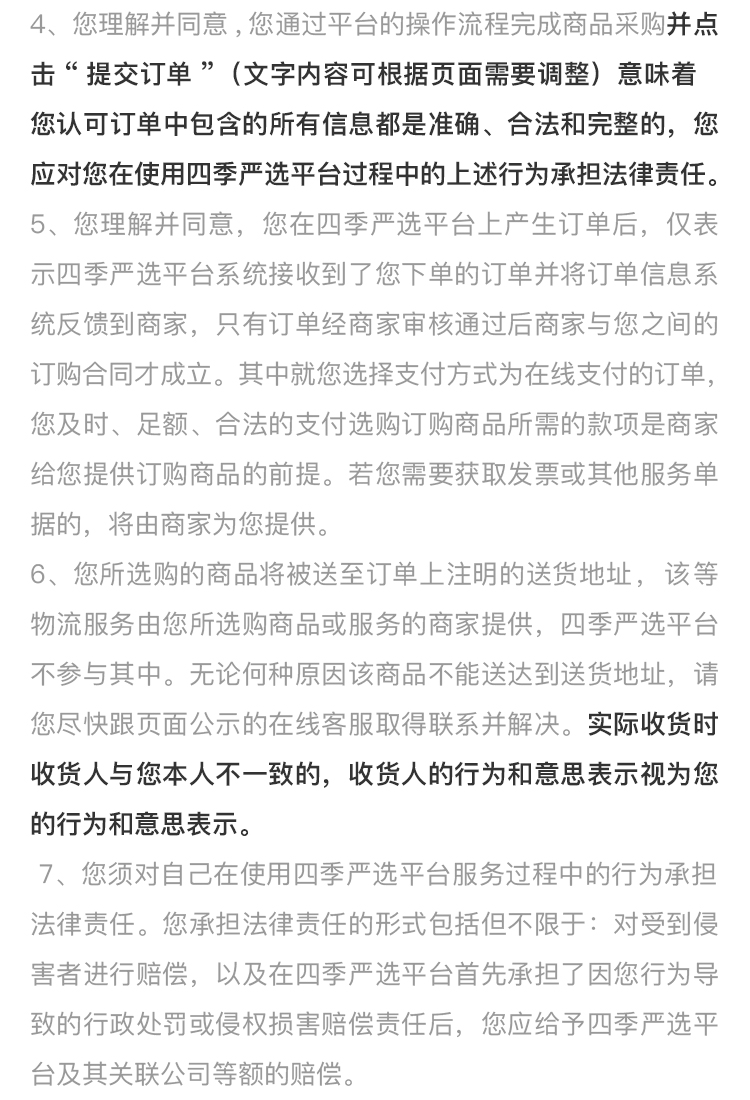 4、您理解并同意,您通过平台的操作流程完成商品采购并点
击“提交订单”（文字内容可根据页面需要调整）意味着
您认可订单中包含的所有信息都是准确、合法和完整的，您
应对您在使用四季严选平台过程中的上述行为承担法律责任。
5、您理解并同意，您在四季严选平台上产生订单后，仅表
示四季严选平台系统接收到了您下单的订单并将订单信息系
统反馈到商家，只有订单经商家审核通过后商家与您之间的
订购合同才成立。其中就您选择支付方式为在线支付的订单，
您及时、足额、合法的支付选购订购商品所需的款项是商家
给您提供订购商品的前提。若您需要获取发票或其他服务单
据的，将由商家为您提供。
6、您所选购的商品将被送至订单上注明的送货地址，该等
物流服务由您所选购商品或服务的商家提供，四季严选平台
不参与其中。无论何种原因该商品不能送达到送货地址，请
您尽快跟页面公示的在线客服取得联系并解决。实际收货时
收货人与您本人不一致的，收货人的行为和意思表示视为您
的行为和意思表示。
7、您须对自己在使用四季严选平台服务过程中的行为承担
法律责任。您承担法律责任的形式包括但不限于：对受到侵
害者进行赔偿，以及在四季严选平台首先承担了因您行为导
致的行政处罚或侵权损害赔偿责任后，您应给予四季严选平
台及其关联公司等额的赔偿。